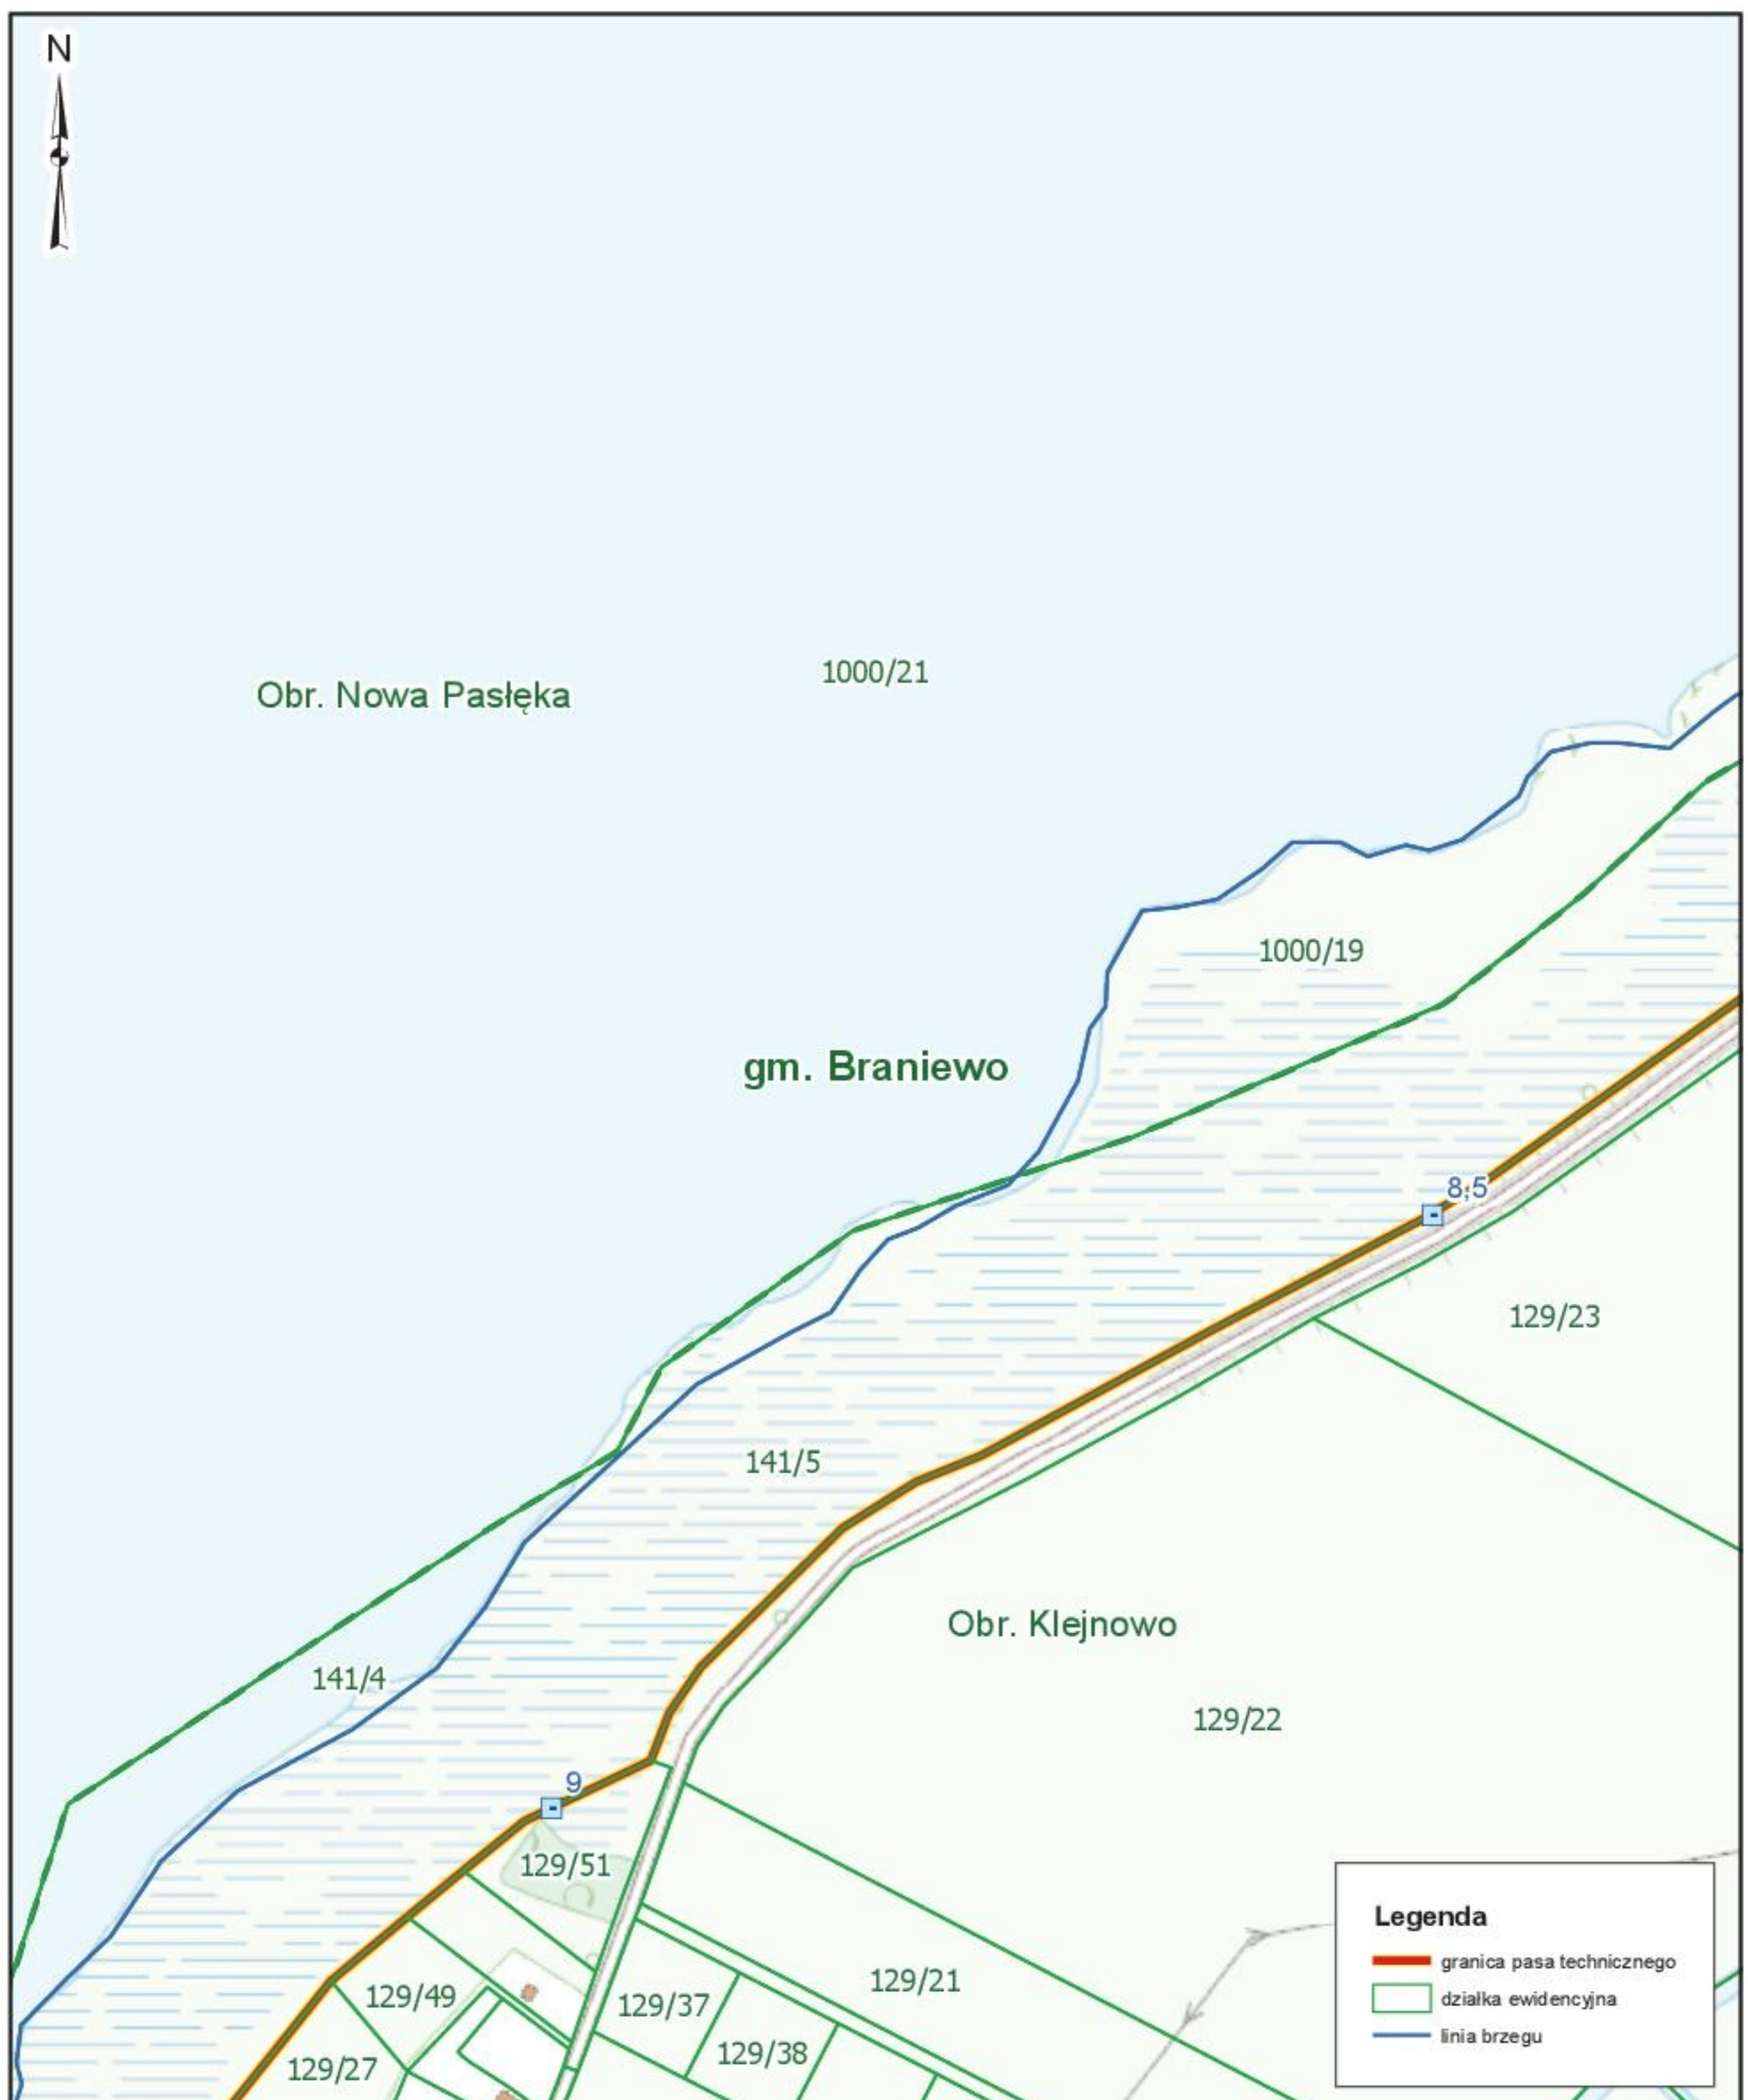 N
1000/21
Obr. Nowa Pasłęka
1000/19
gm. Braniewo
8,5
129/23
141/5
Obr. Klejnowo
141/4
129/22
9
129/51
Legenda
granica pasa technicznego
129/21
129/49
129/37
działka ewidencyjna
linia brzegu
129/38
129/27